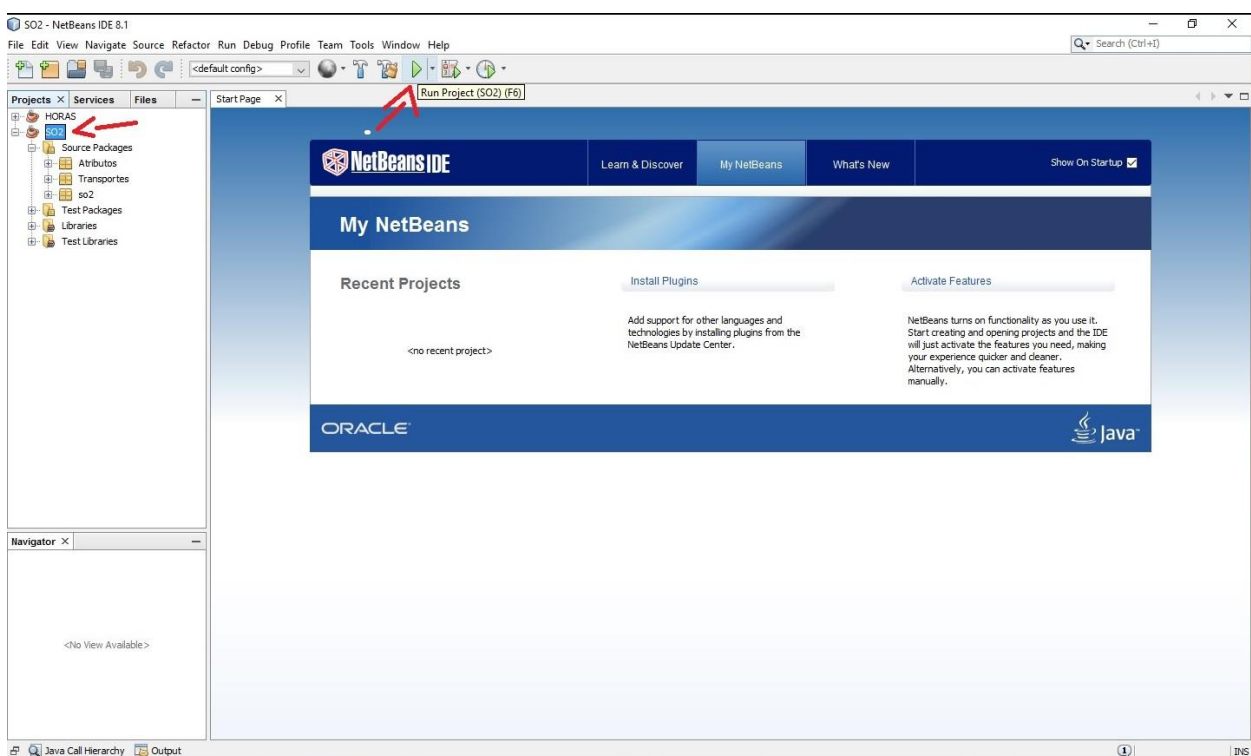 SO2 - NetBeans IDE 8.1
File Edit View Navigate Source Refactor Run Debug Profile Team Tools Window Help
Search (Ctrl+I)
<default config>
Run Project (SO2) (F6)
Projects Services Files
Start Page
HORAS
SO2
Source Packages
Atributos
Transportes
so2
Test Packages
Libraries
Test Libraries
NetBeans IDE
Learn & Discover
My NetBeans
What's New
Show On Startup
My NetBeans
Recent Projects
<no recent project>
Install Plugins
Add support for other languages and
technologies by installing plugins from the
NetBeans Update Center.
Activate Features
NetBeans turns on functionality as you use it.
Start creating and opening projects and the IDE
will just activate the features you need, making
your experience quicker and cleaner.
Alternatively, you can activate features
manually.
ORACLE
Java
Navigator
<No View Available>
Java Call Hierarchy Output
1
INS